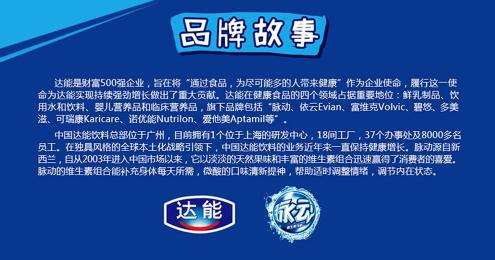 品牌故事
达能是财富500强企业，旨在将“通过食品，为尽可能多的人带来健康”作为企业使命，履行这一使
命为达能实现持续强劲增长做出了重大贡献。达能在健康食品的四个领域占据重要地位：鲜乳制品、饮
用水和饮料、婴儿营养品和临床营养品，旗下品牌包括“脉动、依云Evian、富维克Volvic、碧悠、多美
滋、可瑞康Karicare、诺优能Nutrilon、爱他美Aptamil等”。
中国达能饮料总部位于广州，目前拥有1个位于上海的研发中心，18间工厂，37个办事处及8000多名
员工。在独具风格的全球本土化战略引领下，中国达能饮料的业务近年来一直保持健康增长。脉动源自新
西兰，自从2003年进入中国市场以来，它以淡淡的天然果味和丰富的维生素组合迅速赢得了消费者的喜爱。
脉动的维生素组合能补充身体每天所需，微酸的口味清新提神，帮助适时调整情绪，调节内在状态。
达能
脉动